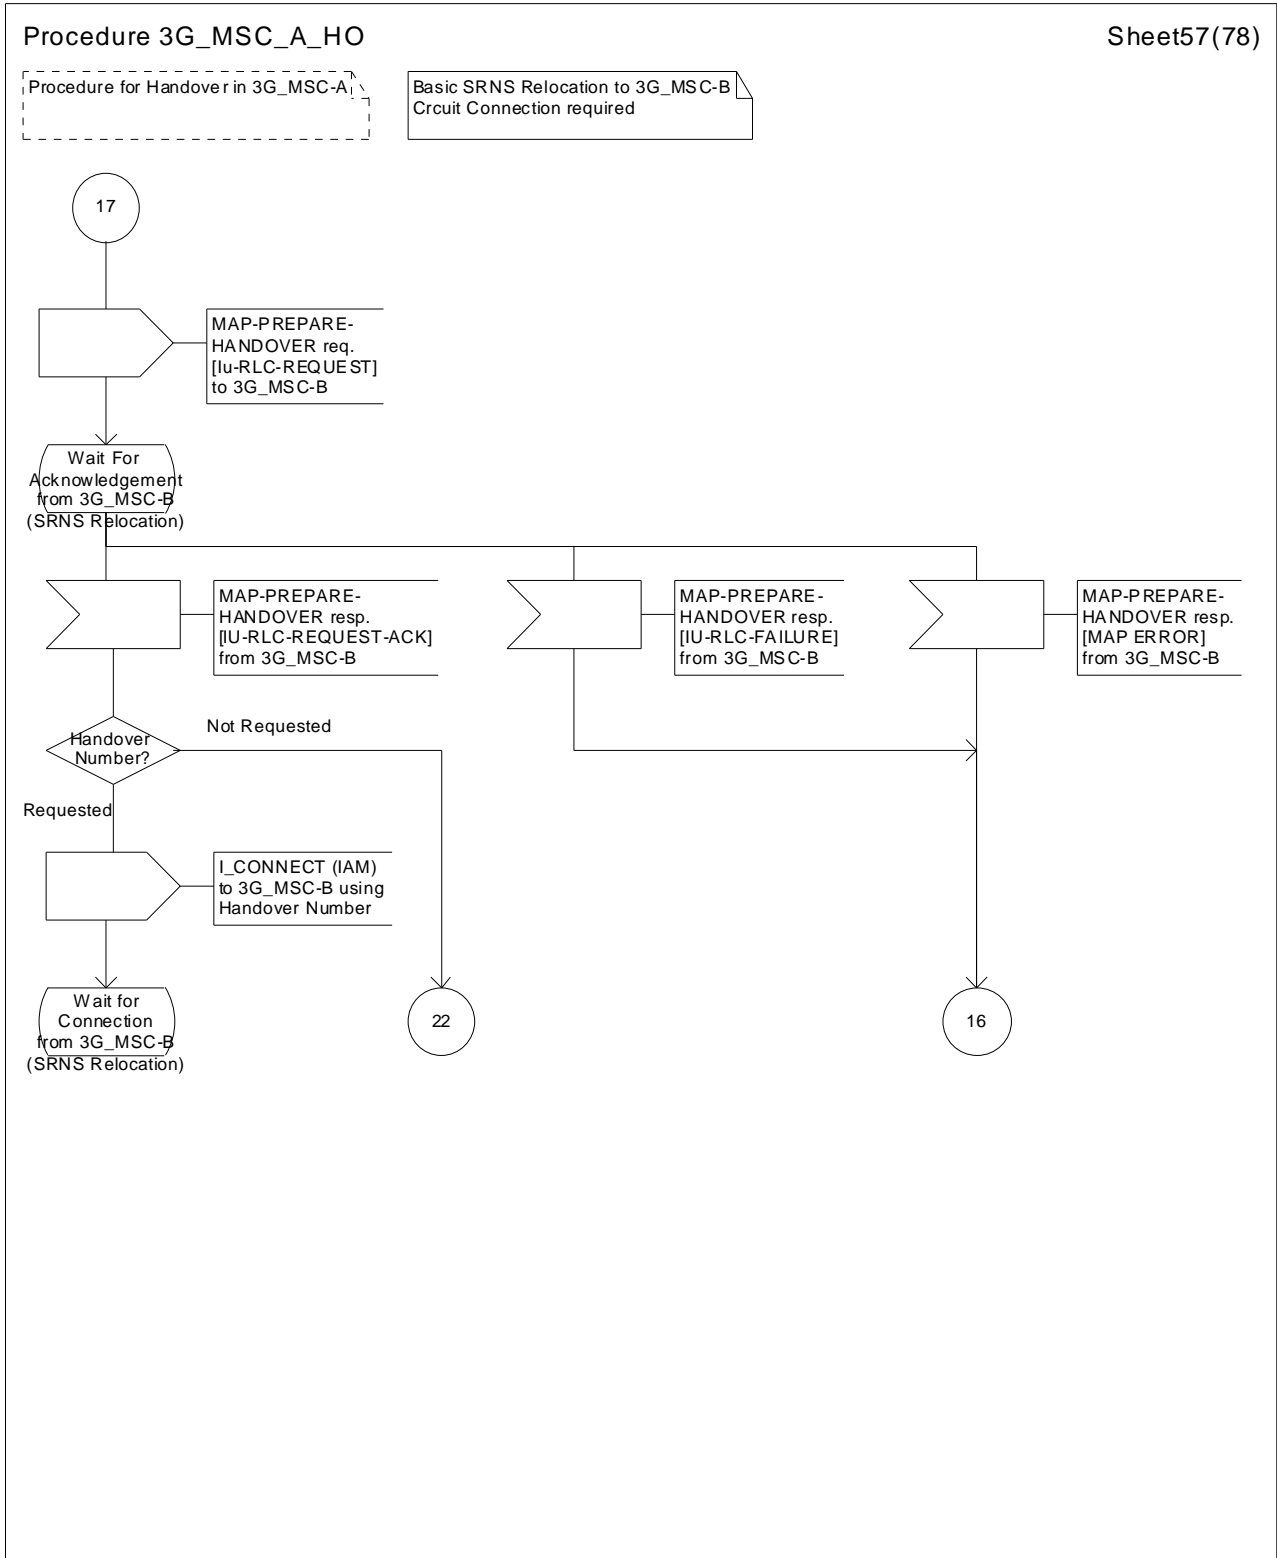 Procedure 3G_MSC_A_HO
Sheet57(78)
Procedure for Handover in 3G_MSC-A
Basic SRNS Relocation to 3G_MSC-B
Crcuit Connection required
17
MAP-PREPARE-
HANDOVER req.
[Iu-RLC-REQUEST]
to 3G_MSC-B
Wait For
Acknowledgement
from 3G_MSC-B
(SRNS Relocation)
MAP-PREPARE-
HANDOVER resp.
[IU-RLC-REQUEST-ACK]
from 3G_MSC-B
MAP-PREPARE-
HANDOVER resp.
[IU-RLC-FAILURE]
from 3G_MSC-B
MAP-PREPARE-
HANDOVER resp.
[MAP ERROR]
from 3G_MSC-B
Handover
Number?
Not Requested
Requested
I_CONNECT (IAM)
to 3G_MSC-B using
Handover Number
Wait for
Connection
from 3G_MSC-B
(SRNS Relocation)
22
16